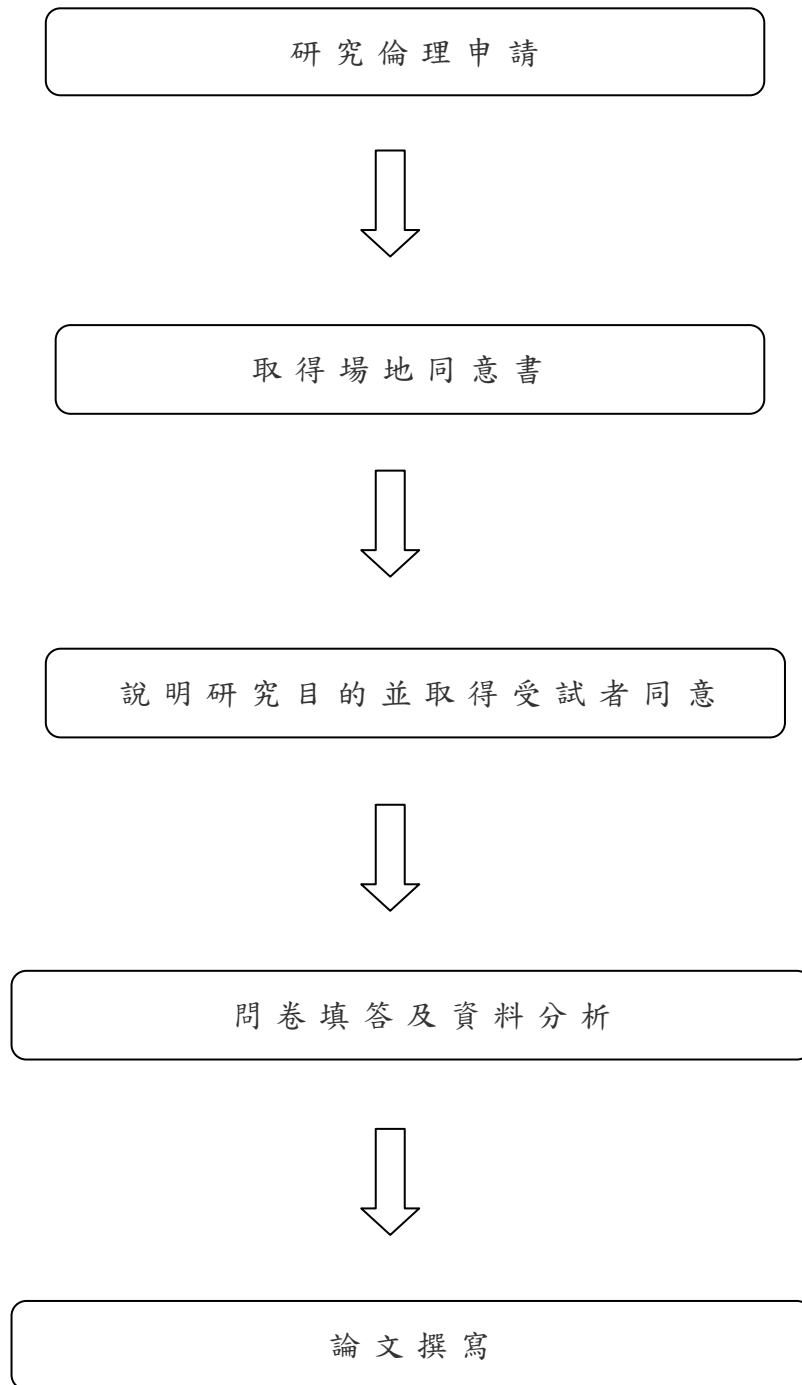 研究倫理申請
取得場地同意書
說明研究目的並取得受試者同意
問卷填答及資料分析
論文撰寫